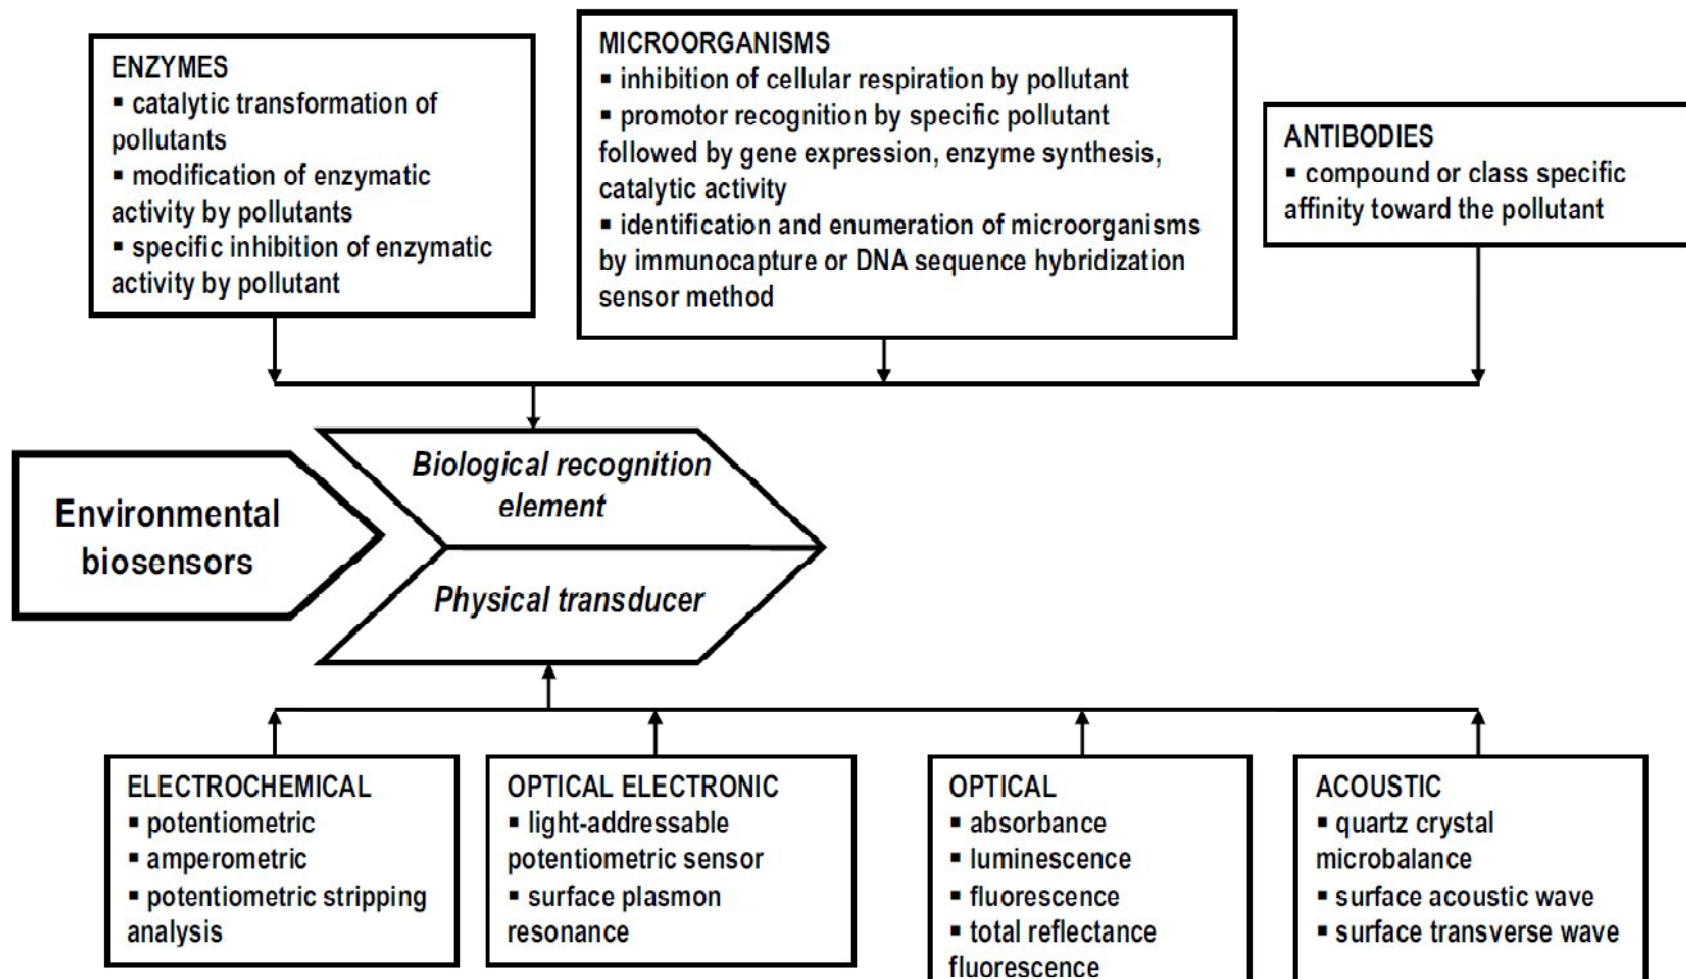 ENZYMES
▪ catalytic transformation of
pollutants
▪ modification of enzymatic
activity by pollutants
▪ specific inhibition of enzymatic
activity by pollutant
MICROORGANISMS
▪ inhibition of cellular respiration by pollutant
▪ promotor recognition by specific pollutant
followed by gene expression, enzyme synthesis,
catalytic activity
▪ identification and enumeration of microorganisms
by immunocapture or DNA sequence hybridization
sensor method
ANTIBODIES
▪ compound or class specific
affinity toward the pollutant
Environmental
biosensors
Biological recognition
element
Physical transducer
ELECTROCHEMICAL
▪ potentiometric
▪ amperometric
▪ potentiometric stripping
analysis
OPTICAL ELECTRONIC
▪ light-addressable
potentiometric sensor
▪ surface plasmon
resonance
OPTICAL
▪ absorbance
▪ luminescence
▪ fluorescence
▪ total reflectance
fluorescence
ACOUSTIC
▪ quartz crystal
microbalance
▪ surface acoustic wave
▪ surface transverse wave